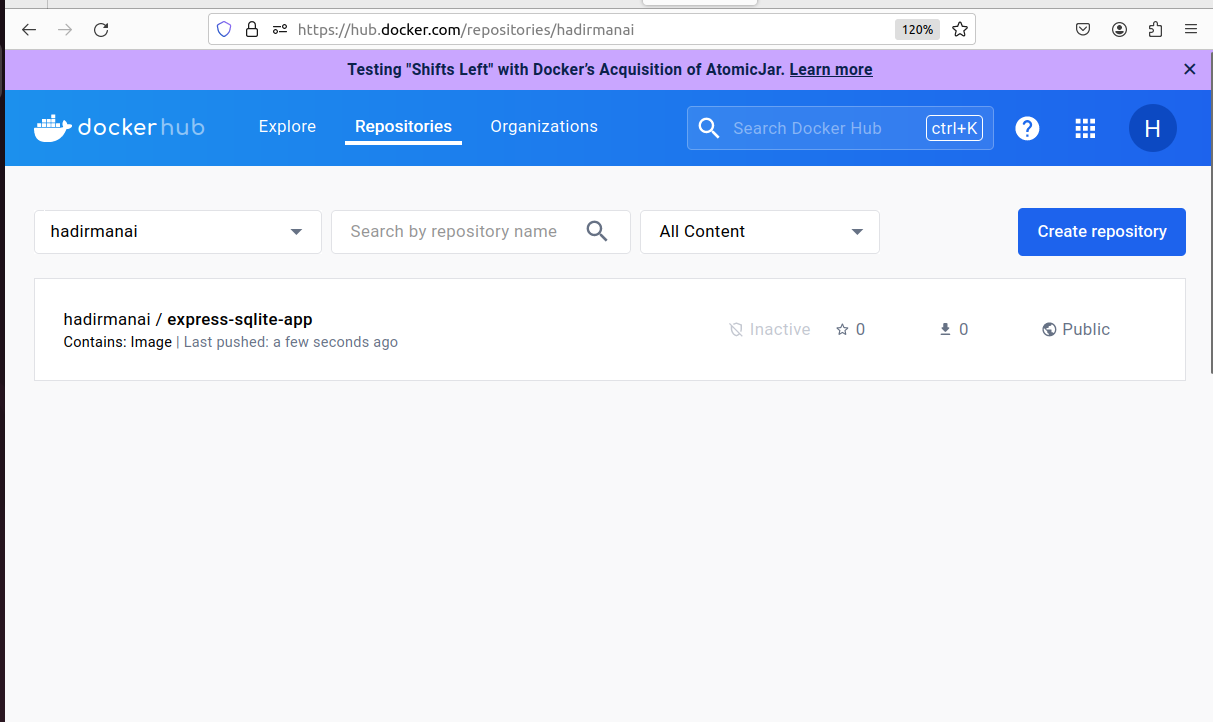 https://hub.docker.com/repositories/hadirmanai 120%
Testing "Shifts Left" with Docker's Acquisition of AtomicJar. Learn more
dockerhub Explore Repositories Organizations Search Docker Hub ctrl+K ? H
hadirmanai Search by repository name All Content Create repository
hadirmanai / express-sqlite-app
Contains: Image | Last pushed: a few seconds ago
Inactive 0 0 Public